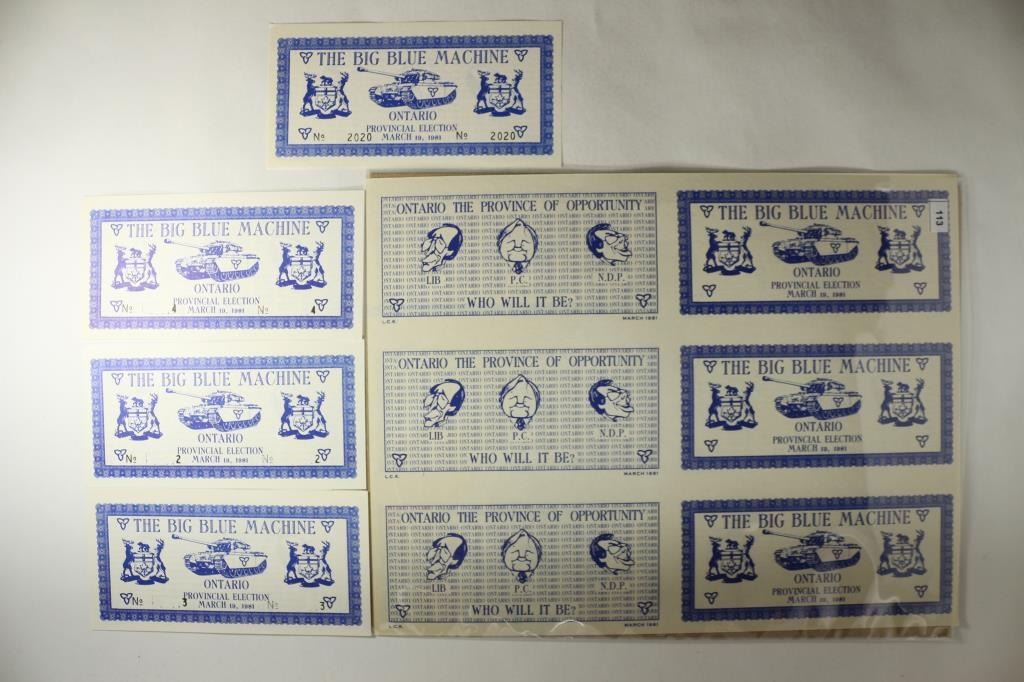 THE BIG BLUE MACHINE
ONTARIO
PROVINCIAL ELECTION
Nº 2020 MARCH 19, 1981 Nº 2020
THE BIG BLUE MACHINE
ONTARIO
PROVINCIAL ELECTION
Nº 4 MARCH 19, 1981 Nº 4
THE BIG BLUE MACHINE
ONTARIO
PROVINCIAL ELECTION
Nº 2 MARCH 19, 1981 Nº 2
THE BIG BLUE MACHINE
ONTARIO
PROVINCIAL ELECTION
Nº 3 MARCH 19, 1981 Nº 3
ONTARIO THE PROVINCE OF OPPORTUNITY
LIB P.C. N.D.P.
WHO WILL IT BE?
L.C.K. MARCH 1981
ONTARIO THE PROVINCE OF OPPORTUNITY
LIB P.C. N.D.P.
WHO WILL IT BE?
L.C.K. MARCH 1981
ONTARIO THE PROVINCE OF OPPORTUNITY
LIB P.C. N.D.P.
WHO WILL IT BE?
L.C.K. MARCH 1981
113
THE BIG BLUE MACHINE
ONTARIO
PROVINCIAL ELECTION
MARCH 19, 1981
THE BIG BLUE MACHINE
ONTARIO
PROVINCIAL ELECTION
MARCH 19, 1981
THE BIG BLUE MACHINE
ONTARIO
PROVINCIAL ELECTION
MARCH 19, 1981